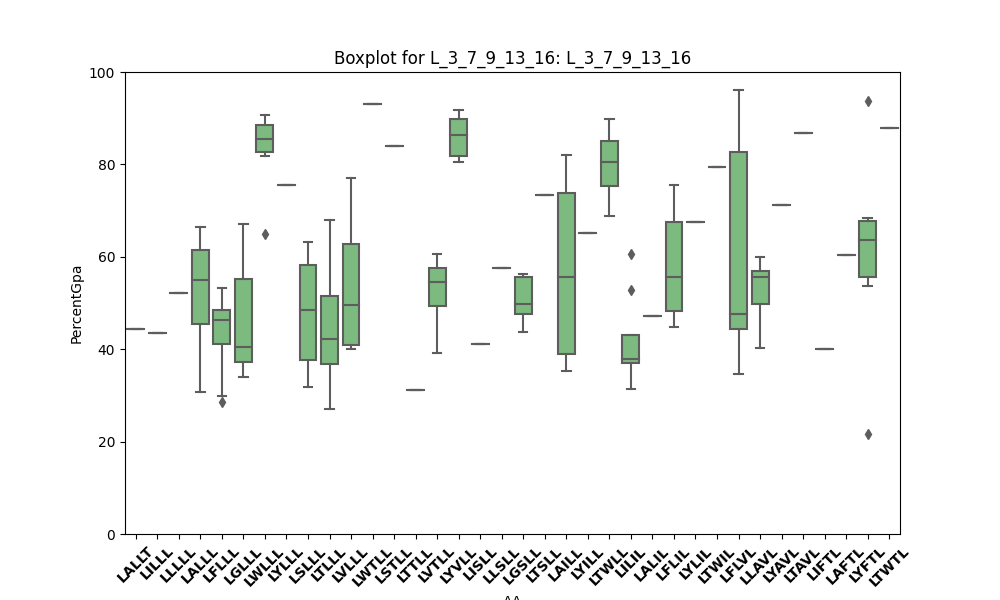 Boxplot for L_3_7_9_13_16: L_3_7_9_13_16
PercentGpa
100
80
60
40
20
0
LALLT
LILLL
LLLLL
LALLL
LFLLL
LGLLL
LWLLL
LYLLL
LSLLL
LTLLL
LVLLL
LWTLL
LSTLL
LTTLL
LVTLL
LYVLL
LISLL
LLSLL
LGSLL
LTSLL
LAILL
LYILL
LTWLL
LILIL
LALIL
LFLIL
LYLIL
LTWIL
LFLVL
LLAVL
LYAVL
LTAVL
LIFTL
LAFTL
LYFTL
LTWTL